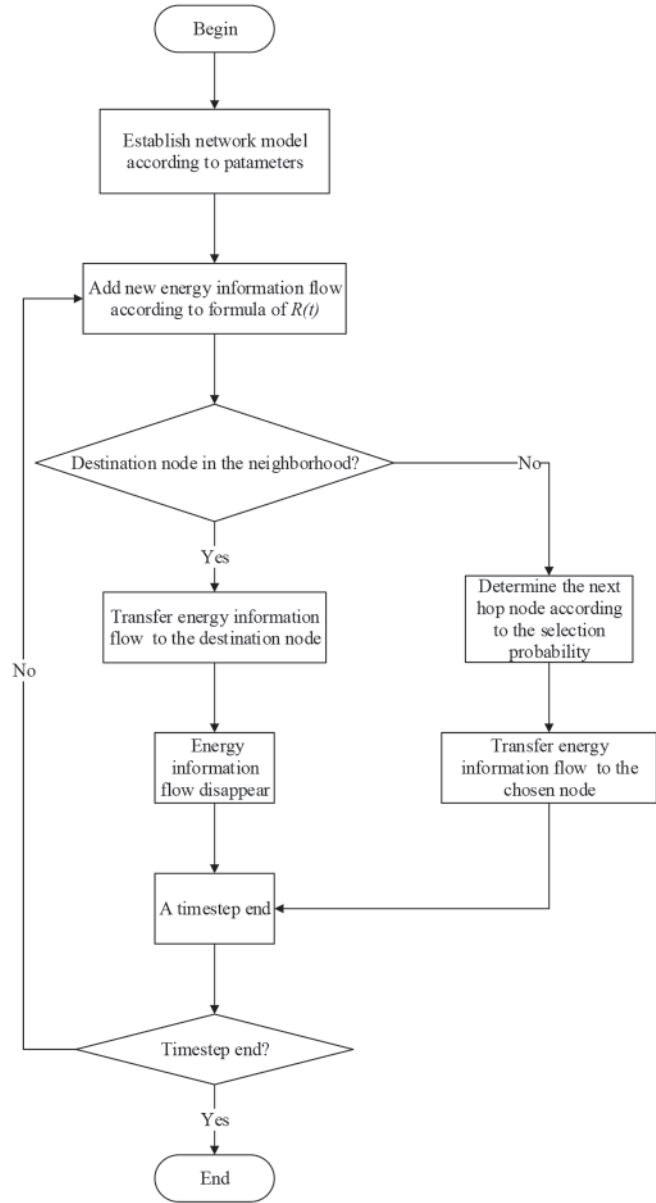 Begin
Establish network model
according to patameters
Add new energy information flow
according to formula of R(t)
Destination node in the neighborhood?
No
Yes
Transfer energy information
flow to the destination node
Determine the next
hop node according
to the selection
probability
No
Energy
information
flow disappear
Transfer energy
information flow to the
chosen node
A timestep end
Timestep end?
Yes
End